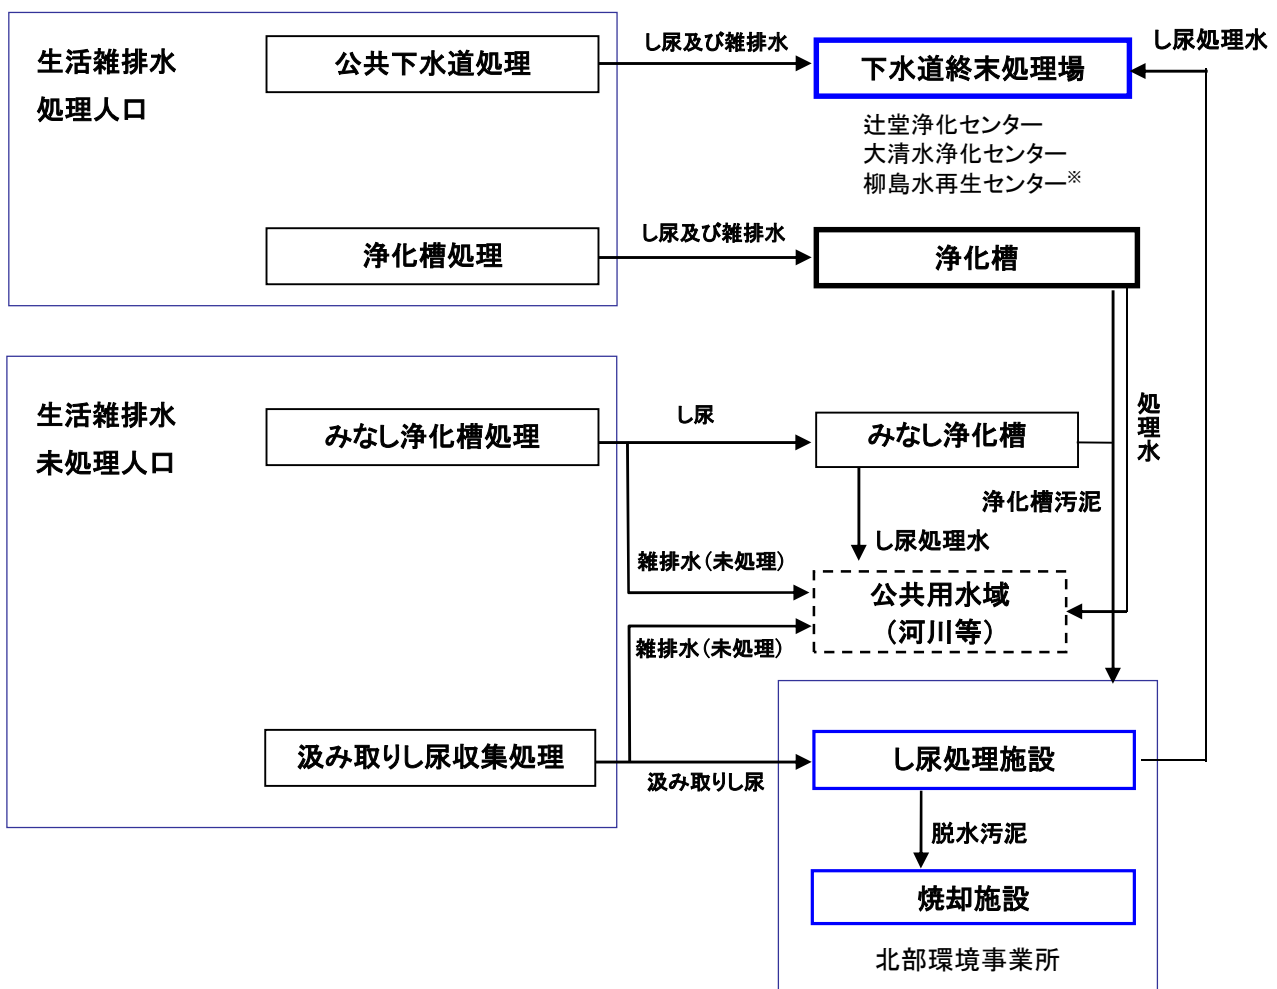 生活雑排水
処理人口
公共下水道処理
し尿及び雑排水
下水道終末処理場
し尿処理水
辻堂浄化センター
大清水浄化センター
柳島水再生センター※
浄化槽処理
し尿及び雑排水
浄化槽
生活雑排水
未処理人口
みなし浄化槽処理
し尿
みなし浄化槽
処理水
浄化槽汚泥
し尿処理水
雑排水（未処理）
公共用水域
（河川等）
雑排水（未処理）
汲み取りし尿収集処理
汲み取りし尿
し尿処理施設
脱水汚泥
焼却施設
北部環境事業所